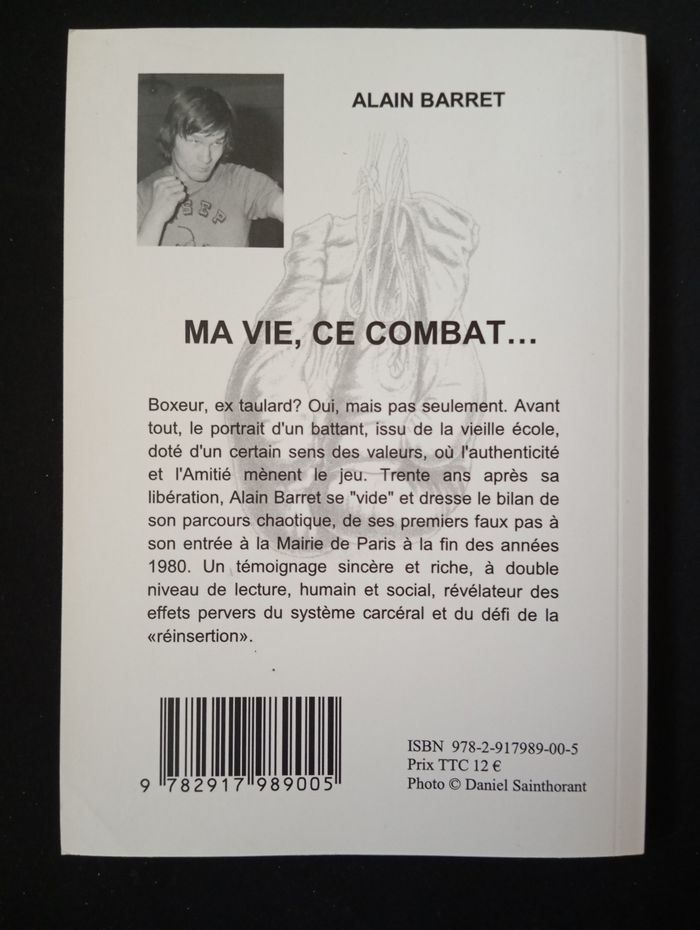 ALAIN BARRET
SEP
MA VIE, CE COMBAT...
Boxeur, ex taulard? Oui, mais pas seulement. Avant
tout, le portrait d'un battant, issu de la vieille école,
doté d'un certain sens des valeurs, où l'authenticité
et l'Amitié mènent le jeu. Trente ans après sa
libération, Alain Barret se "vide" et dresse le bilan de
son parcours chaotique, de ses premiers faux pas à
son entrée à la Mairie de Paris à la fin des années
1980. Un témoignage sincère et riche, à double
niveau de lecture, humain et social, révélateur des
effets pervers du système carcéral et du défi de la
«réinsertion».
9 782917 989005
ISBN 978-2-917989-00-5
Prix TTC 12 €
Photo © Daniel Sainthorant